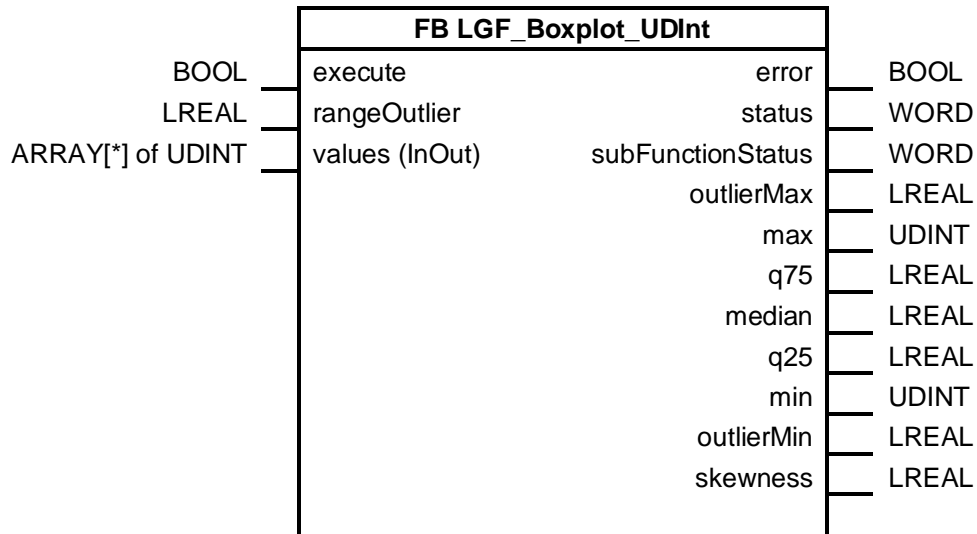 FB LGF_Boxplot_UDInt
BOOL execute error BOOL
LREAL rangeOutlier status WORD
ARRAY[*] of UDINT values (InOut) subFunctionStatus WORD
outlierMax LREAL
max UDINT
q75 LREAL
median LREAL
q25 LREAL
min UDINT
outlierMin LREAL
skewness LREAL